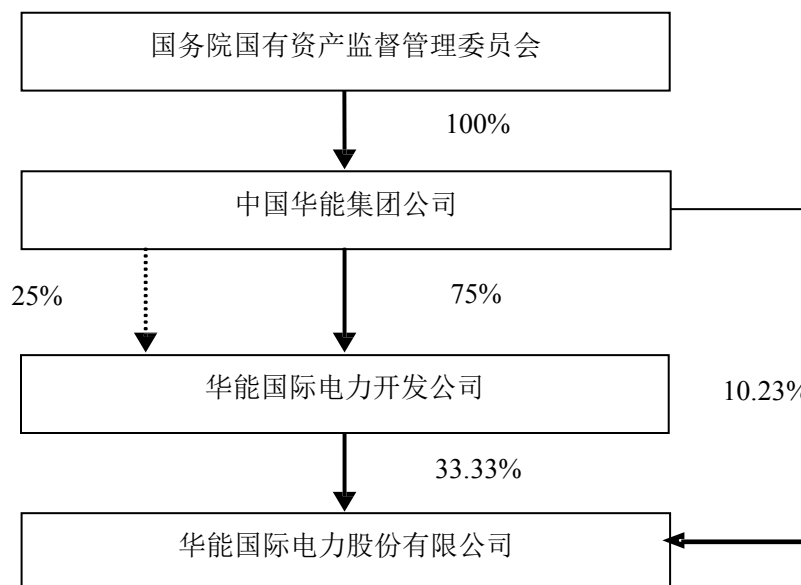 国务院国有资产监督管理委员会
100%
中国华能集团公司
25%
75%
华能国际电力开发公司
10.23%
33.33%
华能国际电力股份有限公司